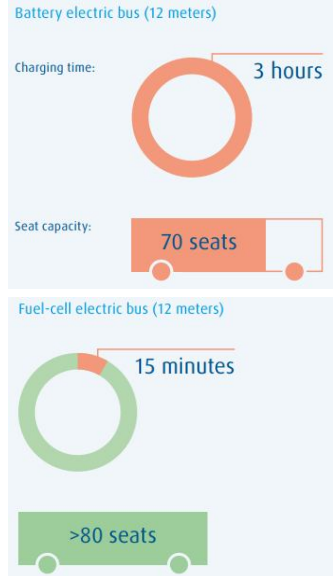 Battery electric bus (12 meters)
Charging time:
3 hours
Seat capacity:
70 seats
Fuel-cell electric bus (12 meters)
15 minutes
>80 seats